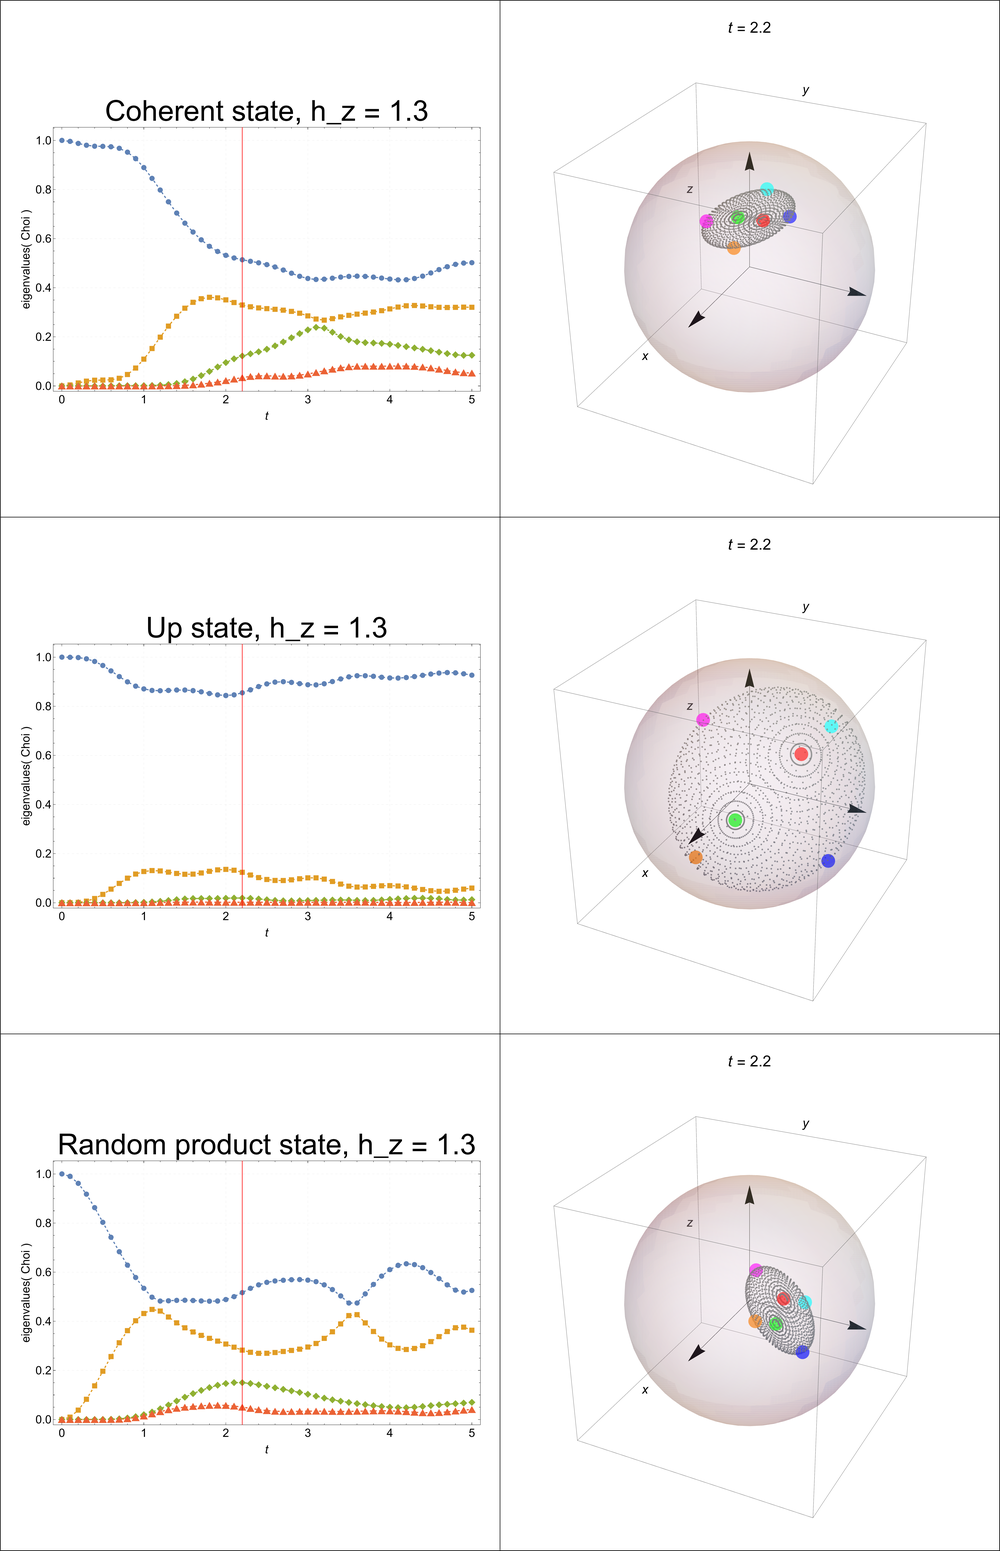 Coherent state, h_z = 1.3
eigenvalues( Choi )
1.0
0.8
0.6
0.4
0.2
0.0
0 1 2 3 4 5
t
t = 2.2
y
z
x
Up state, h_z = 1.3
eigenvalues( Choi )
1.0
0.8
0.6
0.4
0.2
0.0
0 1 2 3 4 5
t
t = 2.2
y
z
x
Random product state, h_z = 1.3
eigenvalues( Choi )
1.0
0.8
0.6
0.4
0.2
0.0
0 1 2 3 4 5
t
t = 2.2
y
z
x